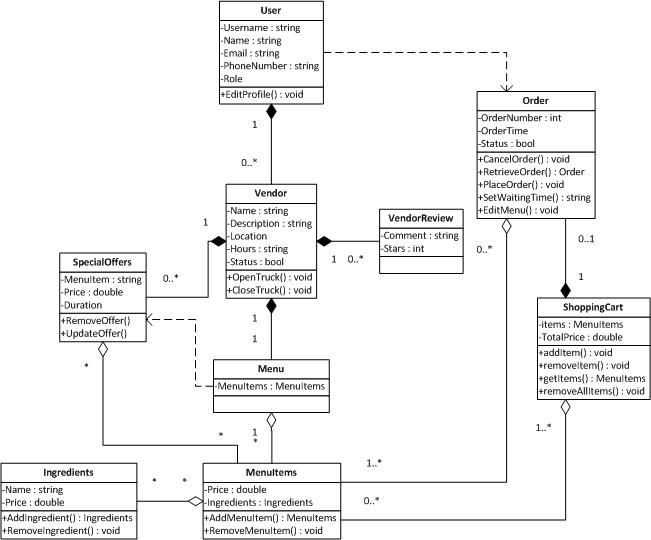 User
-Username : string
-Name : string
-Email : string
-PhoneNumber : string
-Role
+EditProfile() : void
1
0..*
Order
-OrderNumber : int
-OrderTime
-Status : bool
+CancelOrder() : void
+RetrieveOrder() : Order
+PlaceOrder() : void
+SetWaitingTime() : string
+EditMenu() : void
0..*
0..1
Vendor
-Name : string
-Description : string
-Location
-Hours : string
-Status : bool
+OpenTruck() : void
+CloseTruck() : void
1
1
0..*
VendorReview
-Comment : string
-Stars : int
SpecialOffers
-MenuItem : string
-Price : double
-Duration
+RemoveOffer()
+UpdateOffer()
0..*
*
1
1
1
ShoppingCart
-items : MenuItems
-TotalPrice : double
+addItem() : void
+removeItem() : void
+getItems() : MenuItems
+removeAllItems() : void
1..*
Menu
-MenuItems : MenuItems
1
*
*
Ingredients
-Name : string
-Price : double
+AddIngredient() : Ingredients
+RemoveIngredient() : void
*
*
MenuItems
-Price : double
-Ingredients : Ingredients
+AddMenuItem() : MenuItems
+RemoveMenuItem() : void
1..*
0..*